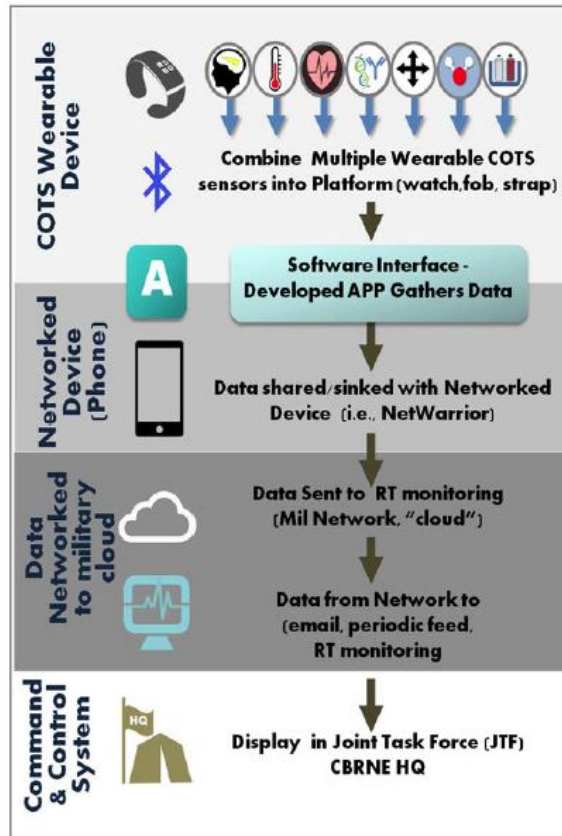 COTS Wearable
Device
Combine Multiple Wearable COTS
sensors into Platform (watch,fob, strap)
A
Software Interface -
Developed APP Gathers Data
Networked
Device
(Phone)
Data shared/sinked with Networked
Device (i.e., NetWarrior)
Data
Networked
to military
cloud
Data Sent to RT monitoring
(Mil Network, "cloud")
Data from Network to
(email, periodic feed,
RT monitoring
Command
& Control
System
HQ
Display in Joint Task Force (JTF)
CBRNE HQ